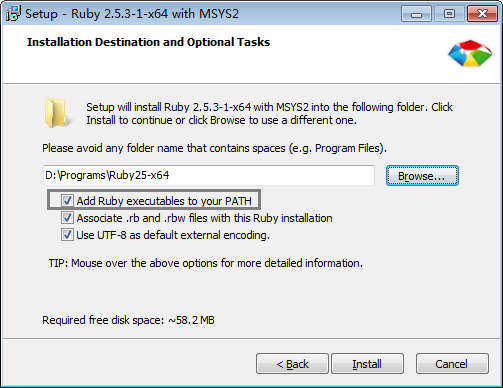 Setup - Ruby 2.5.3-1-x64 with MSYS2
Installation Destination and Optional Tasks
Setup will install Ruby 2.5.3-1-x64 with MSYS2 into the following folder. Click
Install to continue or click Browse to use a different one.
Please avoid any folder name that contains spaces (e.g. Program Files).
D:\Programs\Ruby25-x64
Browse...
Add Ruby executables to your PATH
Associate .rb and .rbw files with this Ruby installation
Use UTF-8 as default external encoding.
TIP: Mouse over the above options for more detailed information.
Required free disk space: ~58.2 MB
< Back
Install
Cancel